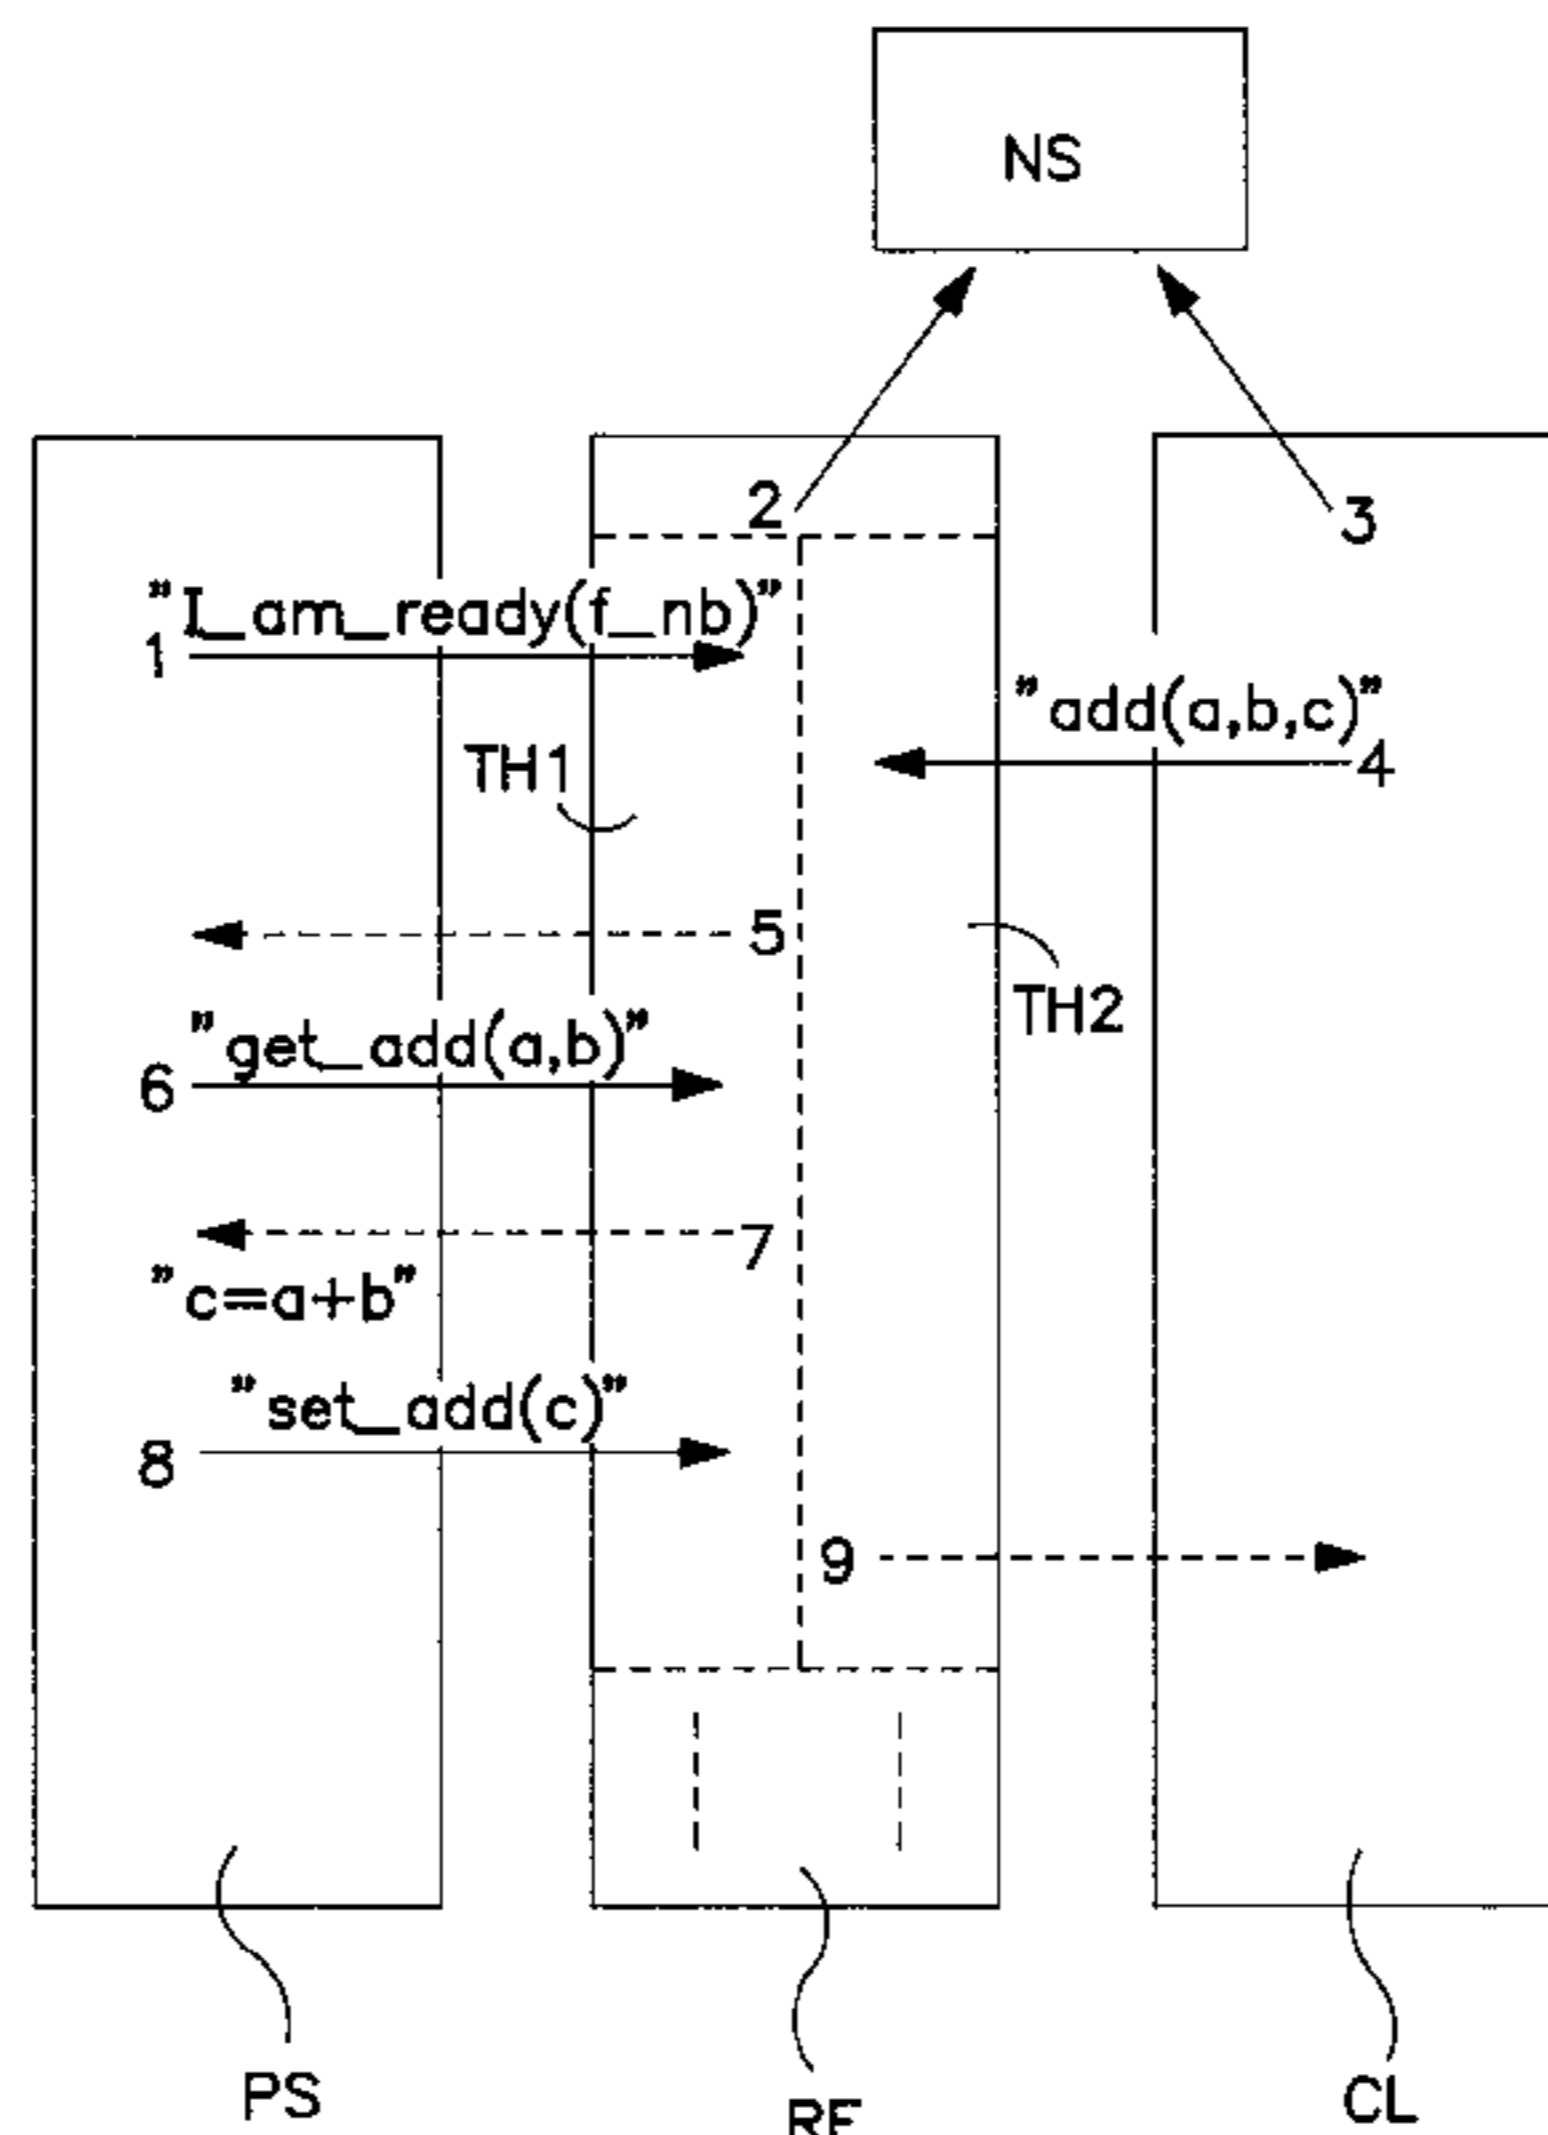 NS
2
3
"I_am_ready(f_nb)"
1
"add(a,b,c)"
4
TH1
5
TH2
"get_add(a,b)"
6
7
"c=a+b"
"set_add(c)"
8
9
PS
CL